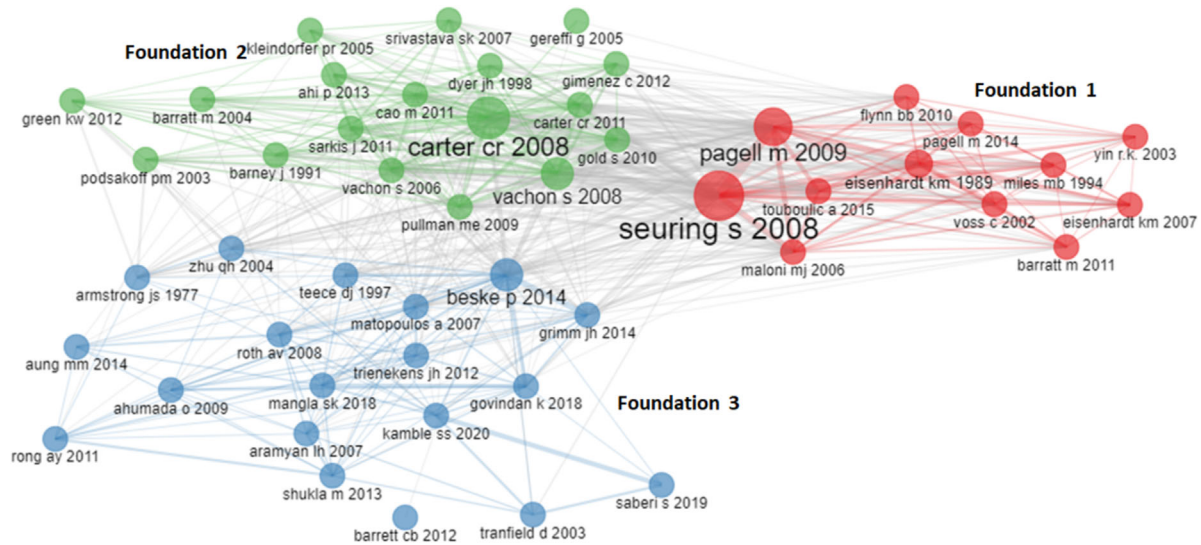 Foundation 2
kleindorfer pr 2005
srivastava sk 2007
gereffi g 2005
ahi p 2013
dyer jh 1998
gimenez c 2012
green kw 2012
barratt m 2004
cao m 2011
carter cr 2011
sarkis j 2011
carter cr 2008
gold s 2010
podsakoff pm 2003
barney j 1991
vachon s 2006
vachon s 2008
pullman me 2009
Foundation 1
flynn bb 2010
pagell m 2014
pagell m 2009
yin r.k. 2003
eisenhardt km 1989
miles mb 1994
touboulic a 2015
seuring s 2008
voss c 2002
eisenhardt km 2007
maloni mj 2006
barratt m 2011
zhu qh 2004
armstrong js 1977
teece dj 1997
beske p 2014
matopoulos a 2007
grimm jh 2014
roth av 2008
aung mm 2014
trienekens jh 2012
ahumada o 2009
mangla sk 2018
govindan k 2018
Foundation 3
kamble ss 2020
rong ay 2011
aramyan lh 2007
shukla m 2013
saberi s 2019
barrett cb 2012
tranfield d 2003